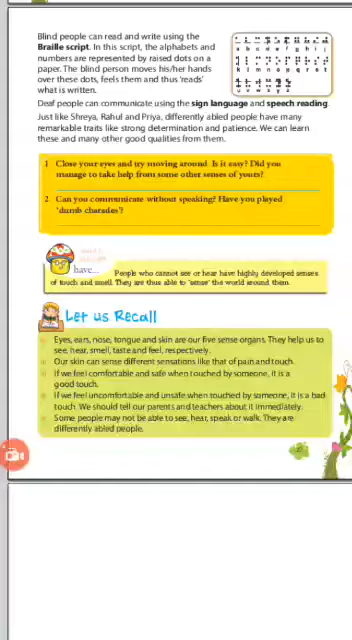 Blind people can read and write using the
Braille script. In this script, the alphabets and
numbers are represented by raised dots on a
paper. The blind person moves his/her hands
over these dots, feels them and thus 'reads'
what is written.
a b c d e f g h i j
k l m n o p q r s t
u v w x y z
Deaf people can communicate using the sign language and speech reading.
Just like Shreya, Rahul and Priya, differently abled people have many
remarkable traits like strong determination and patience. We can learn
these and many other good qualities from them.
1 Close your eyes and try moving around. Is it easy? Did you
manage to take help from some other senses of yours?
2 Can you communicate without speaking? Have you played
'dumb charades'?
have...
People who cannot see or hear have highly developed senses
of touch and smell. They are thus able to 'sense' the world around them.
Let us Recall
Eyes, ears, nose, tongue and skin are our five sense organs. They help us to
see, hear, smell, taste and feel, respectively.
Our skin can sense different sensations like that of pain and touch.
If we feel comfortable and safe when touched by someone, it is a
good touch.
If we feel uncomfortable and unsafe when touched by someone, it is a bad
touch. We should tell our parents and teachers about it immediately.
Some people may not be able to see, hear, speak or walk. They are
differently abled people.